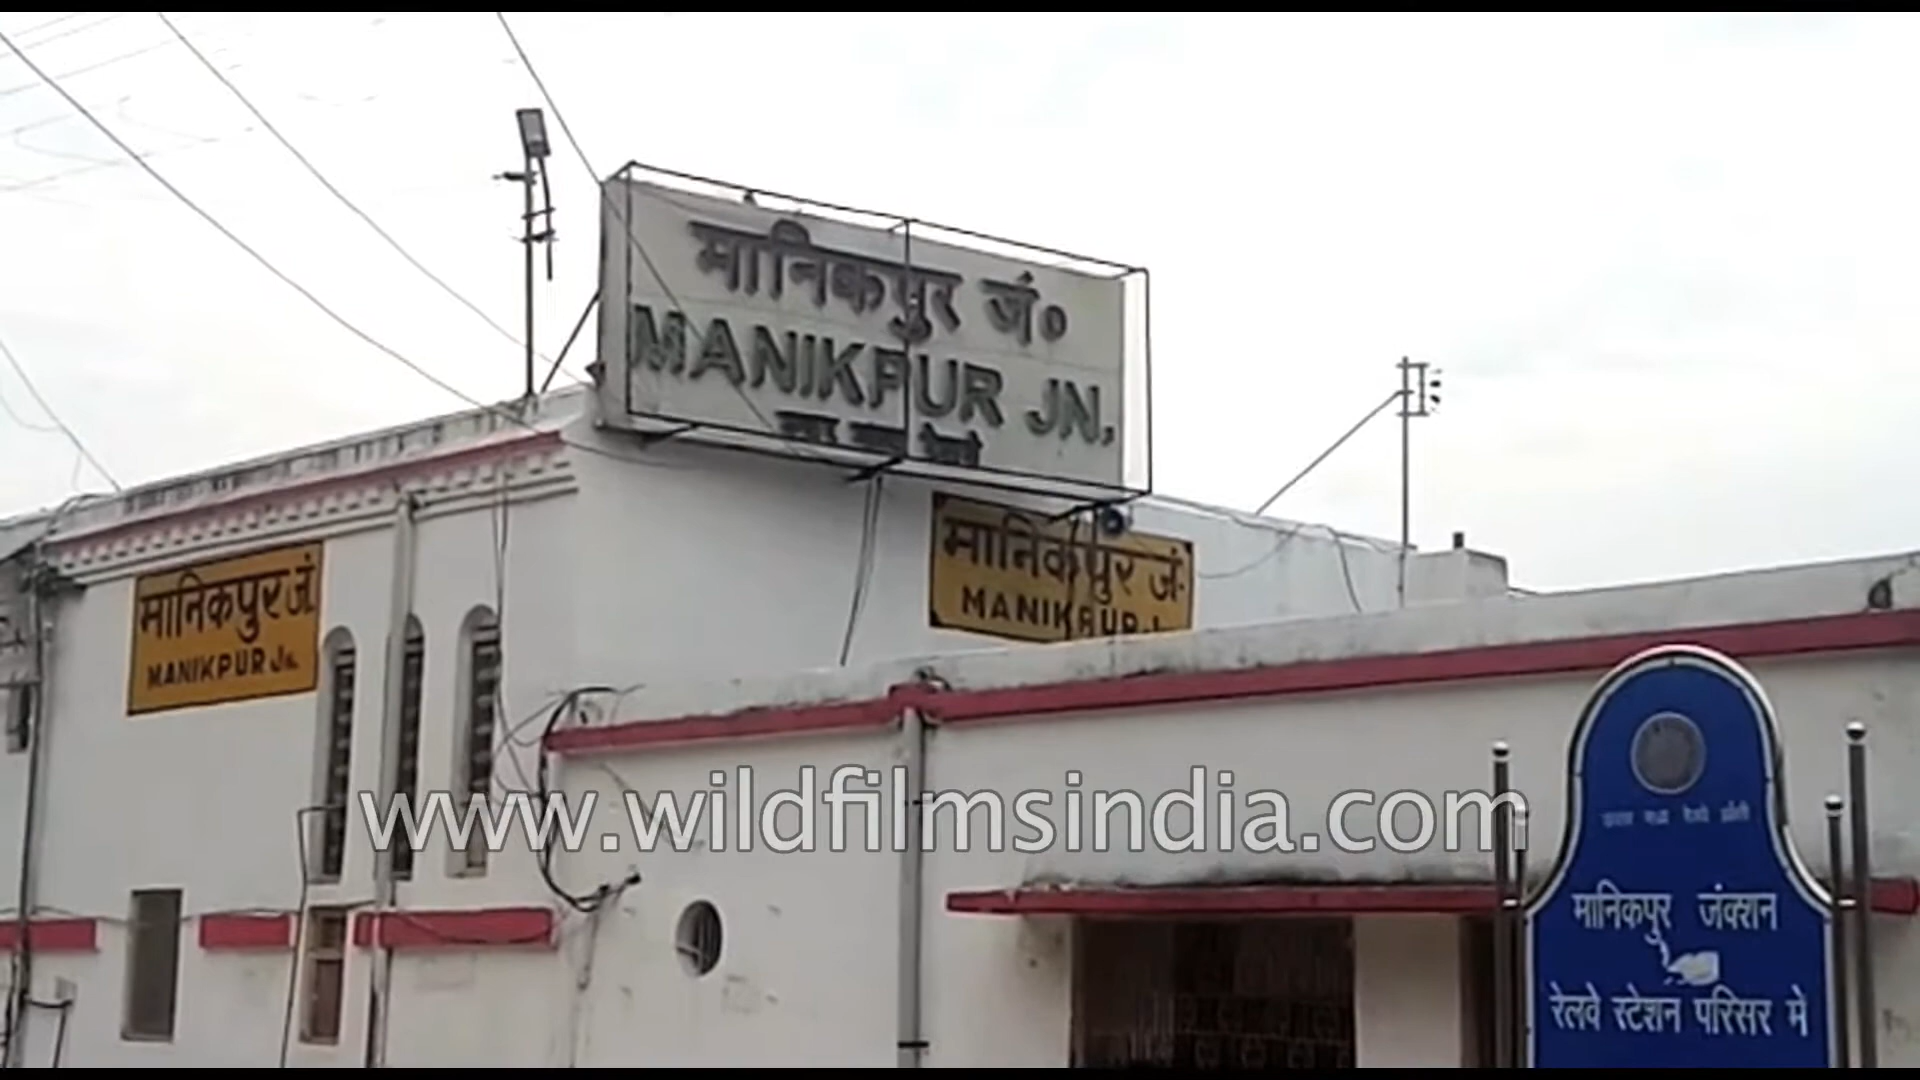 मानिकपुर जं०
MANIKPUR JN.
मानिकपुर जं.
MANIKPUR Jn.
मानिकपुर जं.
MANIKPUR
www.wildfilmsindia.com
मानिकपुर जंक्शन
रेलवे स्टेशन परिसर मे